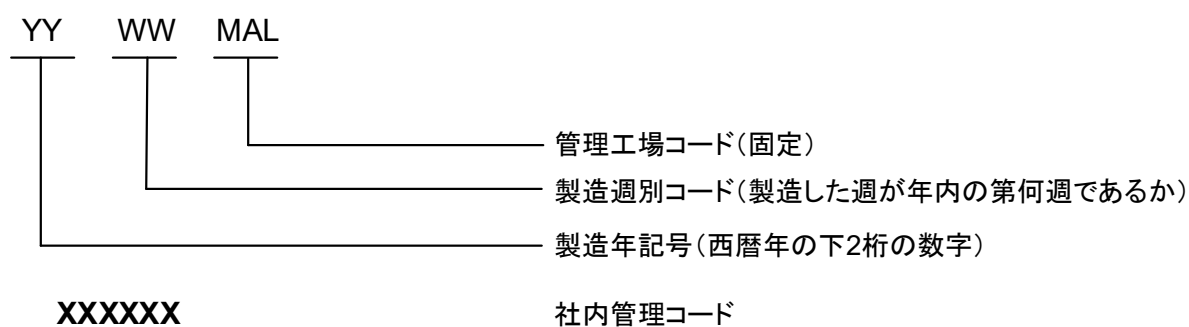 YY WW MAL
管理工場コード(固定)
製造週別コード(製造した週が年内の第何週であるか)
製造年記号(西暦年の下2桁の数字)
XXXXXX 社内管理コード